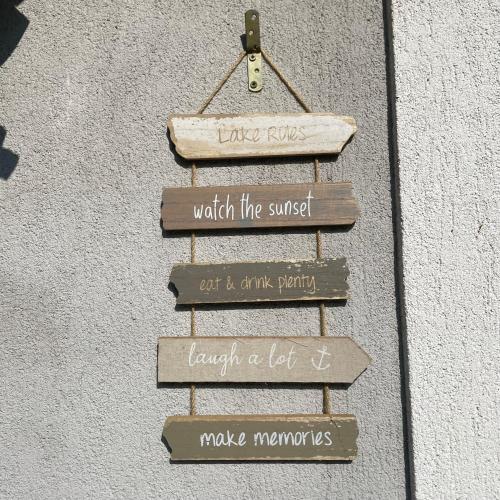 Lake Rules
watch the sunset
eat & drink plenty
laugh a lot
make memories